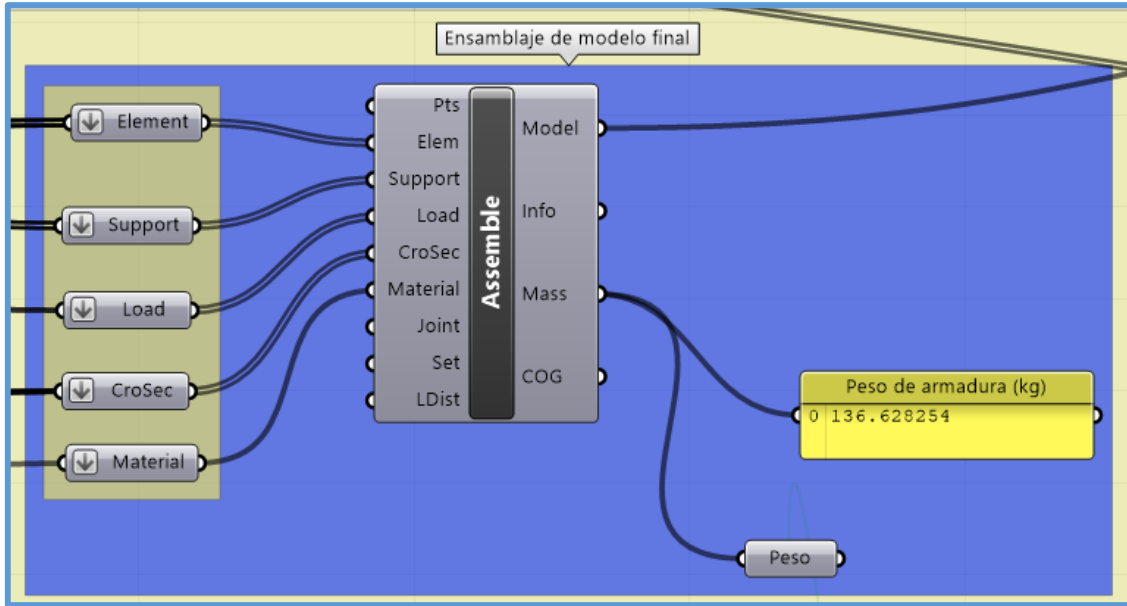 Ensamblaje de modelo final
Element
Support
Load
CroSec
Material
Pts
Elem
Support
Load
CroSec
Material
Joint
Set
LDist
Assemble
Model
Info
Mass
COG
Peso de armadura (kg)
0 136.628254
Peso